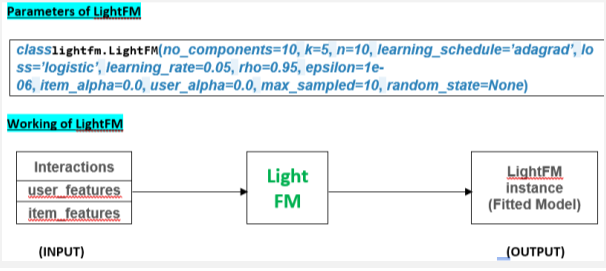 Parameters of LightFM
classlightfm.LightFM(no_components=10, k=5, n=10, learning_schedule='adagrad', lo
ss='logistic', learning_rate=0.05, rho=0.95, epsilon=1e-
06, item_alpha=0.0, user_alpha=0.0, max_sampled=10, random_state=None)
Working of LightFM
Interactions
user_features
item_features
(INPUT)
Light
FM
LightFM
instance
(Fitted Model)
(OUTPUT)